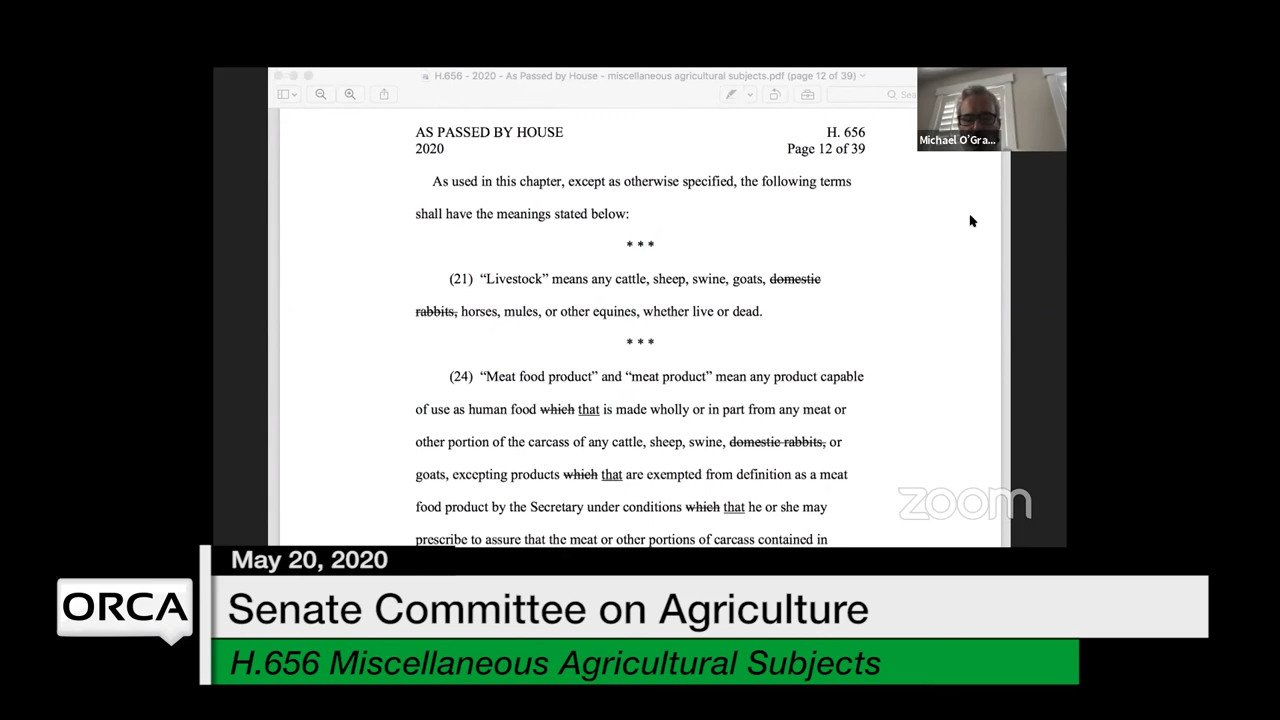 H.656 - 2020 - As Passed by House - miscellaneous agricultural subjects.pdf (page 12 of 39)
Sea
Michael O'Gra...
AS PASSED BY HOUSE H. 656
2020 Page 12 of 39
As used in this chapter, except as otherwise specified, the following terms
shall have the meanings stated below:
* * *
(21) “Livestock” means any cattle, sheep, swine, goats, domestic
rabbits, horses, mules, or other equines, whether live or dead.
* * *
(24) “Meat food product” and “meat product” mean any product capable
of use as human food which that is made wholly or in part from any meat or
other portion of the carcass of any cattle, sheep, swine, domestic rabbits, or
goats, excepting products which that are exempted from definition as a meat
food product by the Secretary under conditions which that he or she may
prescribe to assure that the meat or other portions of carcass contained in
zoom
May 20, 2020
ORCA
Senate Committee on Agriculture
H.656 Miscellaneous Agricultural Subjects